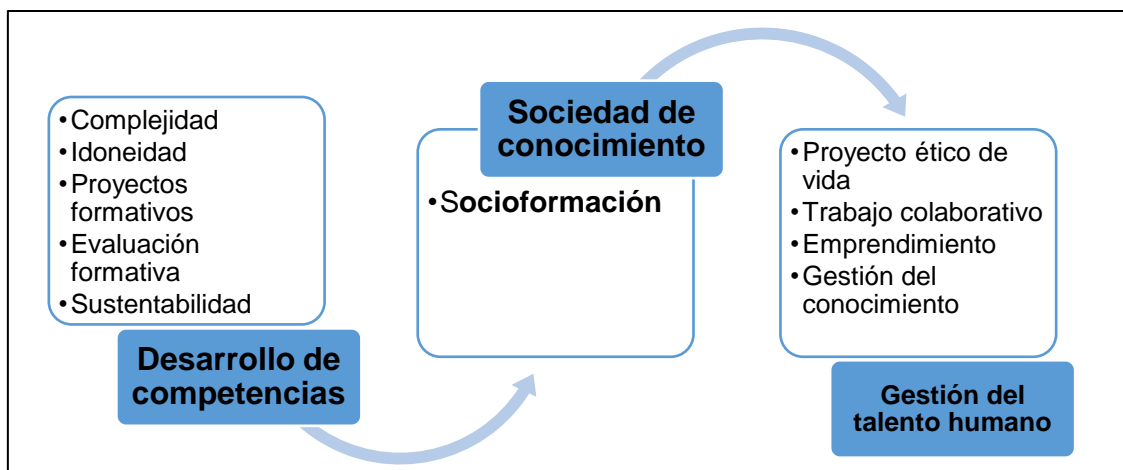 •Complejidad
•Idoneidad
•Proyectos
formativos
•Evaluación
formativa
•Sustentabilidad
Desarrollo de
competencias
Sociedad de
conocimiento
•Socioformación
•Proyecto ético de
vida
•Trabajo colaborativo
•Emprendimiento
•Gestión del
conocimiento
Gestión del
talento humano